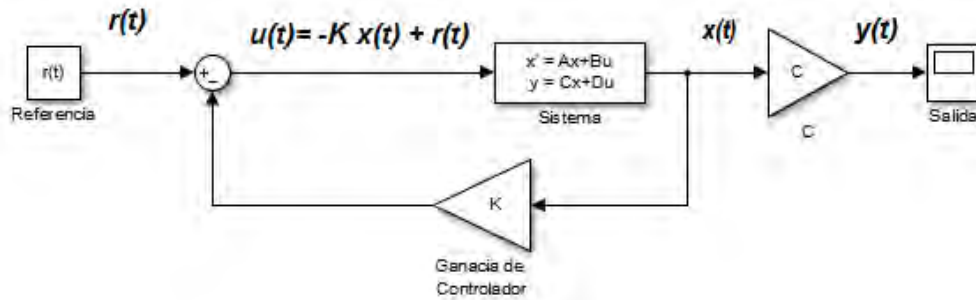 r(t)
u(t)= -K x(t) + r(t)
x(t)
y(t)
r(t)
+
−
x' = Ax+Bu
y = Cx+Du
C
Referencia
Sistema
C
Salida
K
Ganacia de
Controlador